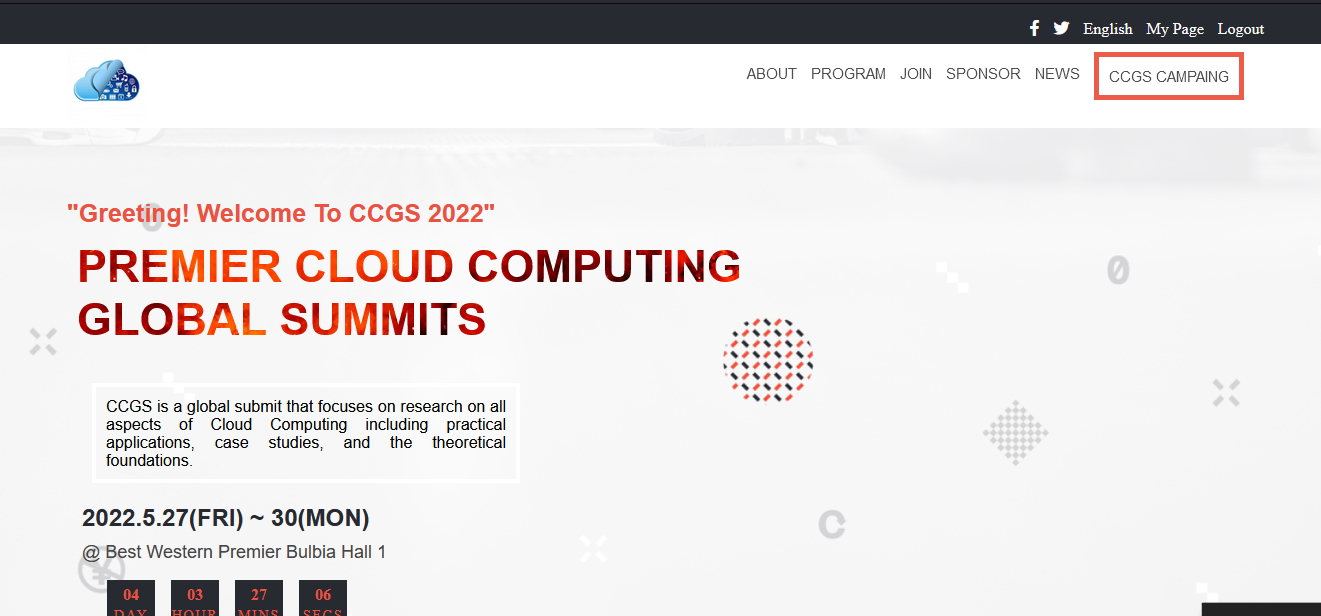 English My Page Logout
ABOUT PROGRAM JOIN SPONSOR NEWS CCGS CAMPAING
"Greeting! Welcome To CCGS 2022"
PREMIER CLOUD COMPUTING
GLOBAL SUMMITS
CCGS is a global submit that focuses on research on all
aspects of Cloud Computing including practical
applications, case studies, and the theoretical
foundations.
2022.5.27(FRI) ~ 30(MON)
@ Best Western Premier Bulbia Hall 1
04 03 27 06
DAY HOUR MINS SECS